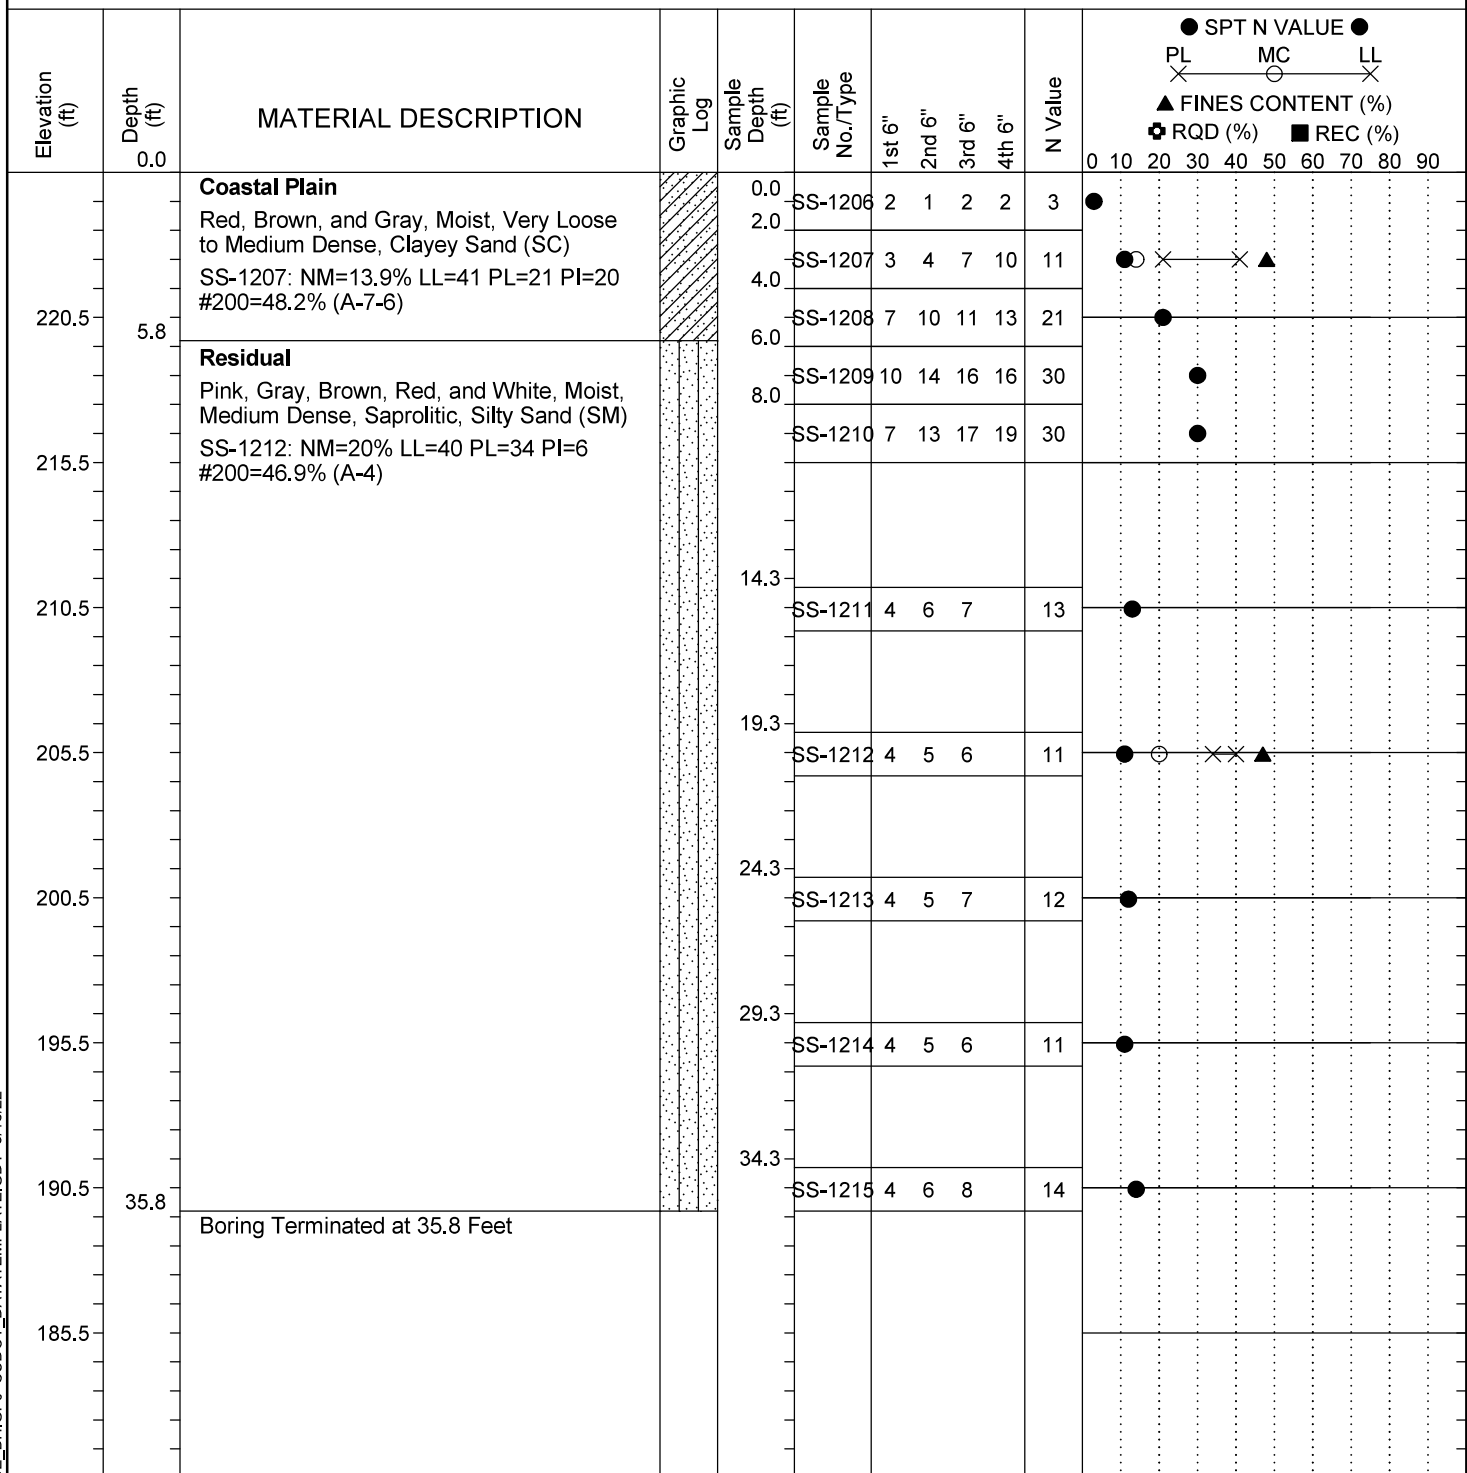 ● SPT N VALUE ●
PL MC LL
▲ FINES CONTENT (%)
RQD (%) ■ REC (%)
0 10 20 30 40 50 60 70 80 90
Elevation (ft)
Depth (ft)
0.0
MATERIAL DESCRIPTION
Graphic Log
Sample Depth (ft)
Sample No./Type
1st 6"
2nd 6"
3rd 6"
4th 6"
N Value
Coastal Plain
Red, Brown, and Gray, Moist, Very Loose
to Medium Dense, Clayey Sand (SC)
SS-1207: NM=13.9% LL=41 PL=21 PI=20
#200=48.2% (A-7-6)
Residual
Pink, Gray, Brown, Red, and White, Moist,
Medium Dense, Saprolitic, Silty Sand (SM)
SS-1212: NM=20% LL=40 PL=34 PI=6
#200=46.9% (A-4)
Boring Terminated at 35.8 Feet
220.5
215.5
210.5
205.5
200.5
195.5
190.5
185.5
5.8
35.8
0.0
SS-1206 2 1 2 2 3
2.0
SS-1207 3 4 7 10 11
4.0
SS-1208 7 10 11 13 21
6.0
SS-1209 10 14 16 16 30
8.0
SS-1210 7 13 17 19 30
14.3
SS-1211 4 6 7 13
19.3
SS-1212 4 5 6 11
24.3
SS-1213 4 5 7 12
29.3
SS-1214 4 5 6 11
34.3
SS-1215 4 6 8 14